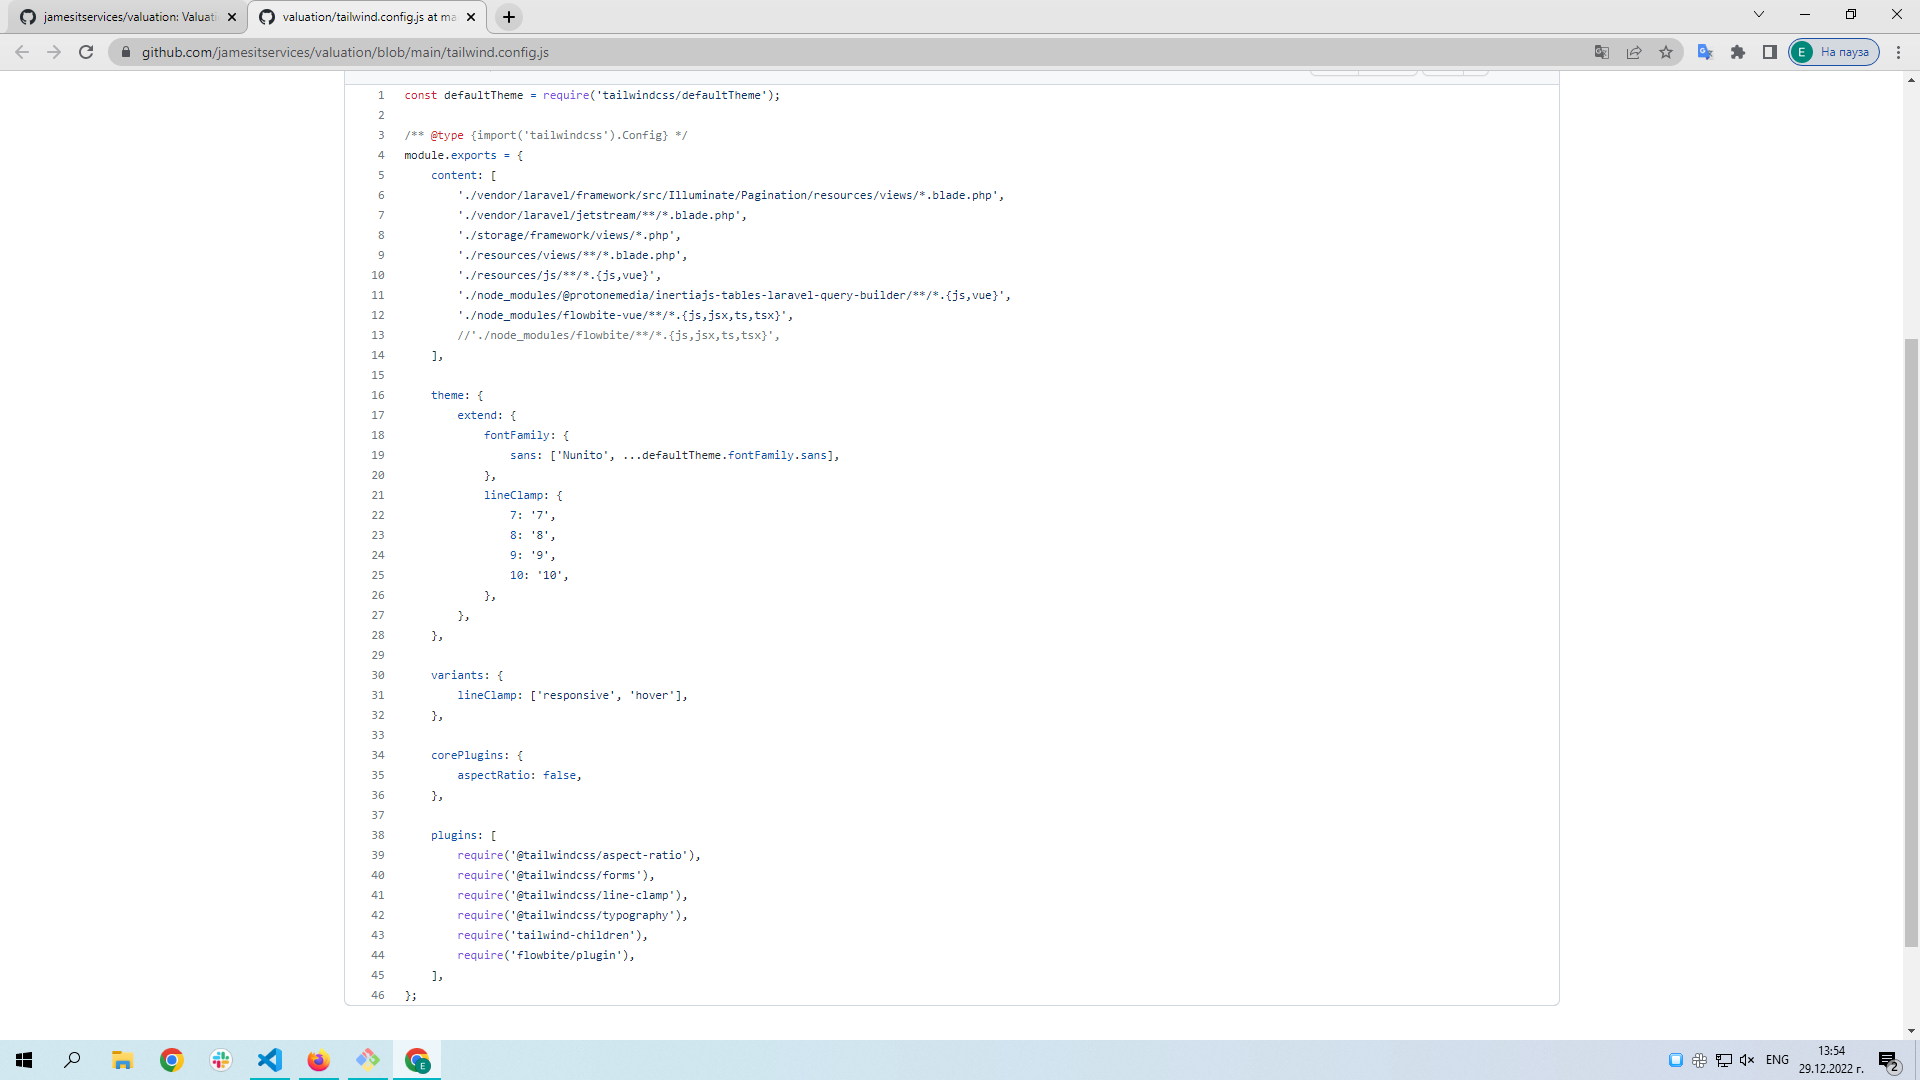 jamesitservices/valuation: Valuati
valuation/tailwind.config.js at ma
github.com/jamesitservices/valuation/blob/main/tailwind.config.js
E На пауза
1 const defaultTheme = require('tailwindcss/defaultTheme');
2
3 /** @type {import('tailwindcss').Config} */
4 module.exports = {
5 content: [
6 './vendor/laravel/framework/src/Illuminate/Pagination/resources/views/*.blade.php',
7 './vendor/laravel/jetstream/**/*.blade.php',
8 './storage/framework/views/*.php',
9 './resources/views/**/*.blade.php',
10 './resources/js/**/*.{js,vue}',
11 './node_modules/@protonemedia/inertiajs-tables-laravel-query-builder/**/*.{js,vue}',
12 './node_modules/flowbite-vue/**/*.{js,jsx,ts,tsx}',
13 //'./node_modules/flowbite/**/*.{js,jsx,ts,tsx}',
14 ],
15
16 theme: {
17 extend: {
18 fontFamily: {
19 sans: ['Nunito', ...defaultTheme.fontFamily.sans],
20 },
21 lineClamp: {
22 7: '7',
23 8: '8',
24 9: '9',
25 10: '10',
26 },
27 },
28 },
29
30 variants: {
31 lineClamp: ['responsive', 'hover'],
32 },
33
34 corePlugins: {
35 aspectRatio: false,
36 },
37
38 plugins: [
39 require('@tailwindcss/aspect-ratio'),
40 require('@tailwindcss/forms'),
41 require('@tailwindcss/line-clamp'),
42 require('@tailwindcss/typography'),
43 require('tailwind-children'),
44 require('flowbite/plugin'),
45 ],
46 };
E
ENG
13:54
29.12.2022 г.
2